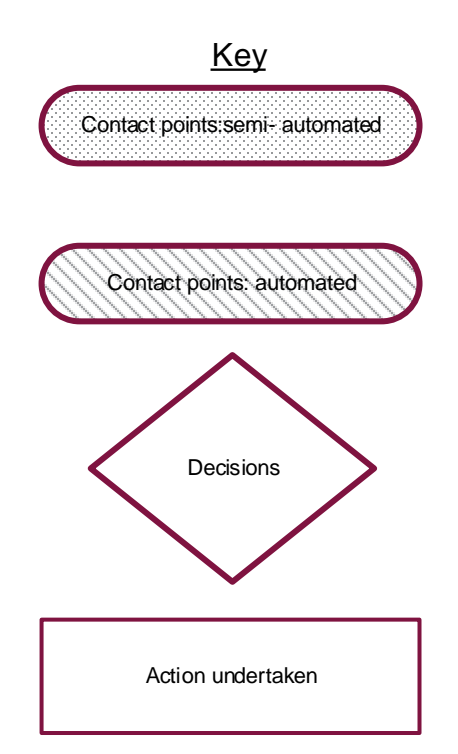 Key
Contact points:semi- automated
Contact points: automated
Decisions
Action undertaken